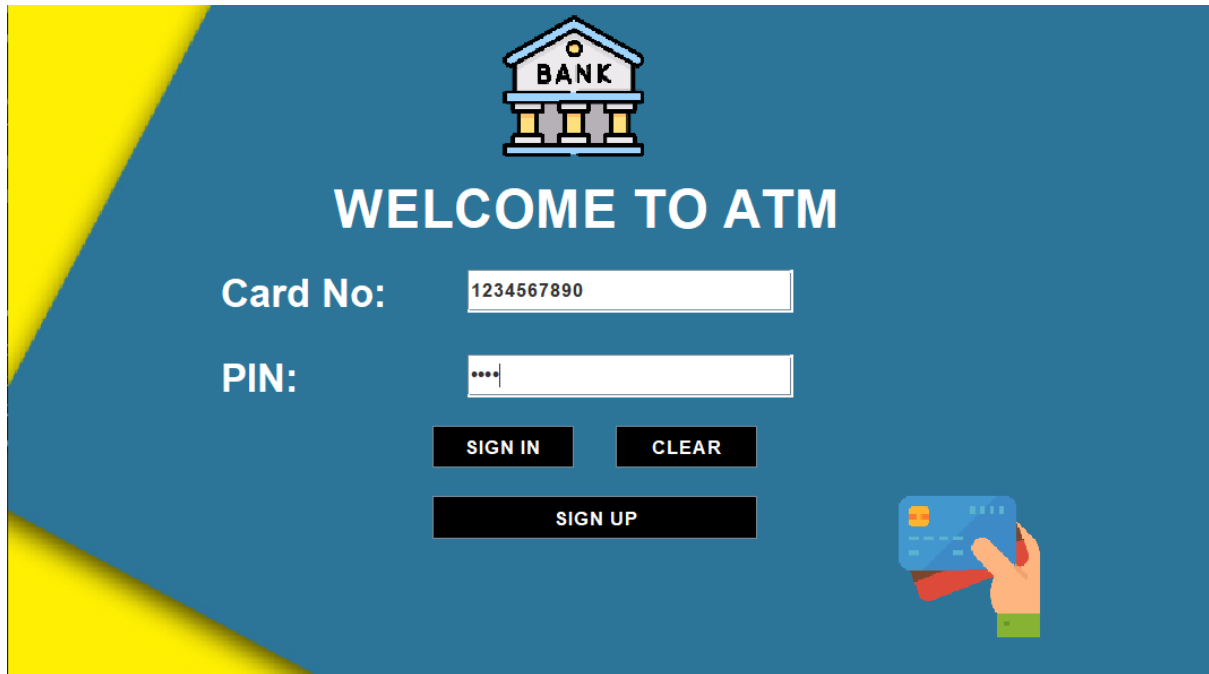 BANK
WELCOME TO ATM
Card No: 1234567890
PIN: ••••
SIGN IN CLEAR
SIGN UP